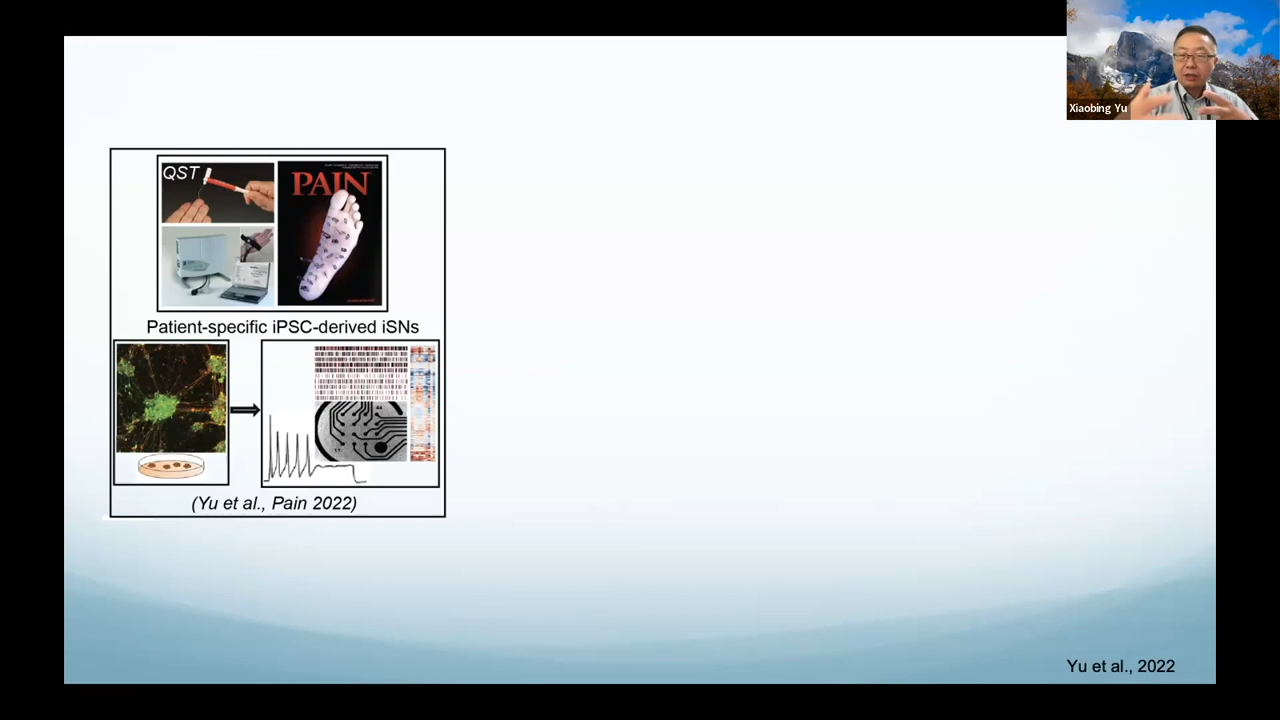 Xiaobing Yu
QST
PAIN
Patient-specific iPSC-derived iSNs
(Yu et al., Pain 2022)
Yu et al., 2022